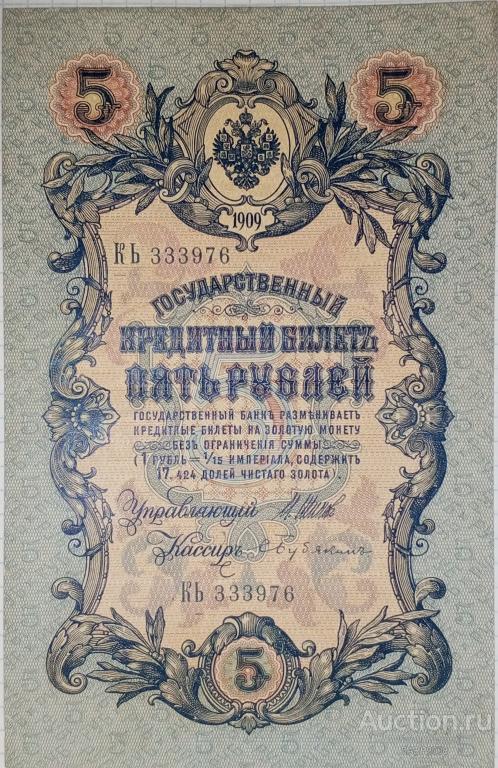 5 5
1909
КЬ 333976
ГОСУДАРСТВЕННЫЙ
КРЕДИТНЫЙ БИЛЕТЪ
ПЯТЬ РУБЛЕЙ
ГОСУДАРСТВЕННЫЙ БАНКЪ РАЗМѢНИВАЕТЪ
КРЕДИТНЫЕ БИЛЕТЫ НА ЗОЛОТУЮ МОНЕТУ
БЕЗЪ ОГРАНИЧЕНІЯ СУММЫ
(1 РУБЛЬ = 1/15 ИМПЕРІАЛА, СОДЕРЖИТЪ
17,424 ДОЛЕЙ ЧИСТАГО ЗОЛОТА).
Управляющій
Кассиръ
КЬ 333976
5
Auction.ru